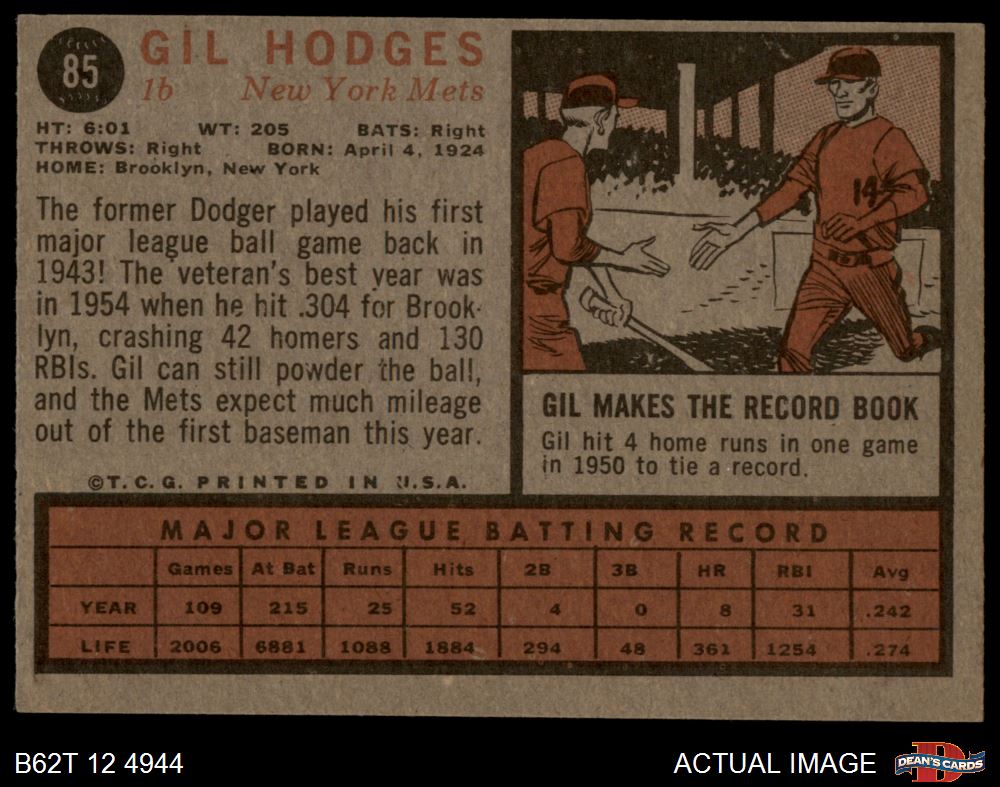 85
GIL HODGES
1b New York Mets
HT: 6:01 WT: 205 BATS: Right
THROWS: Right BORN: April 4, 1924
HOME: Brooklyn, New York
The former Dodger played his first
major league ball game back in
1943! The veteran's best year was
in 1954 when he hit .304 for Brook-
lyn, crashing 42 homers and 130
RBIs. Gil can still powder the ball,
and the Mets expect much mileage
out of the first baseman this year.
©T.C.G. PRINTED IN U.S.A.
14
GIL MAKES THE RECORD BOOK
Gil hit 4 home runs in one game
in 1950 to tie a record.
MAJOR LEAGUE BATTING RECORD
Games At Bat Runs Hits 2B 3B HR RBI Avg
YEAR 109 215 25 52 4 0 8 31 .242
LIFE 2006 6881 1088 1884 294 48 361 1254 .274
B62T 12 4944
ACTUAL IMAGE
D
DEAN'S CARDS